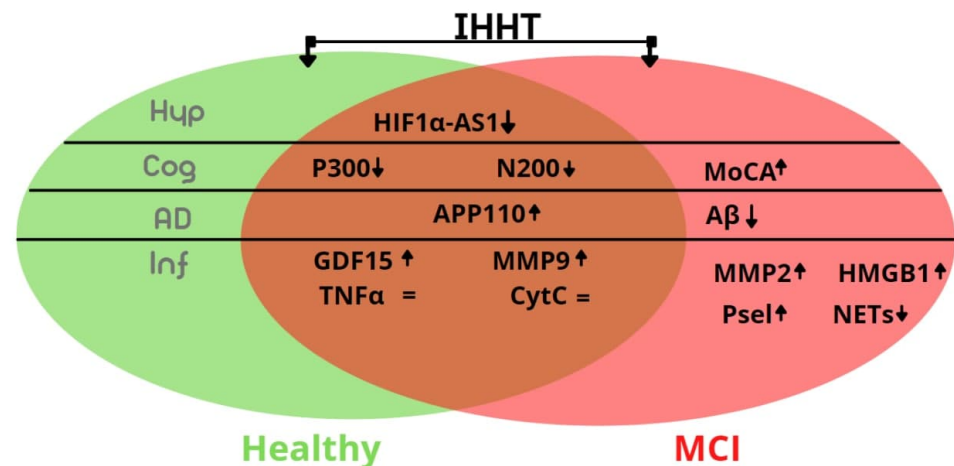 IHHT
Hyp HIF1α-AS1↓
Cog P300↓ N200↓ MoCA↑
AD APP110↑ Aβ↓
Inf GDF15 ↑ MMP9↑ MMP2↑ HMGB1↑
TNFα = CytC = Psel↑ NETs↓
Healthy MCI